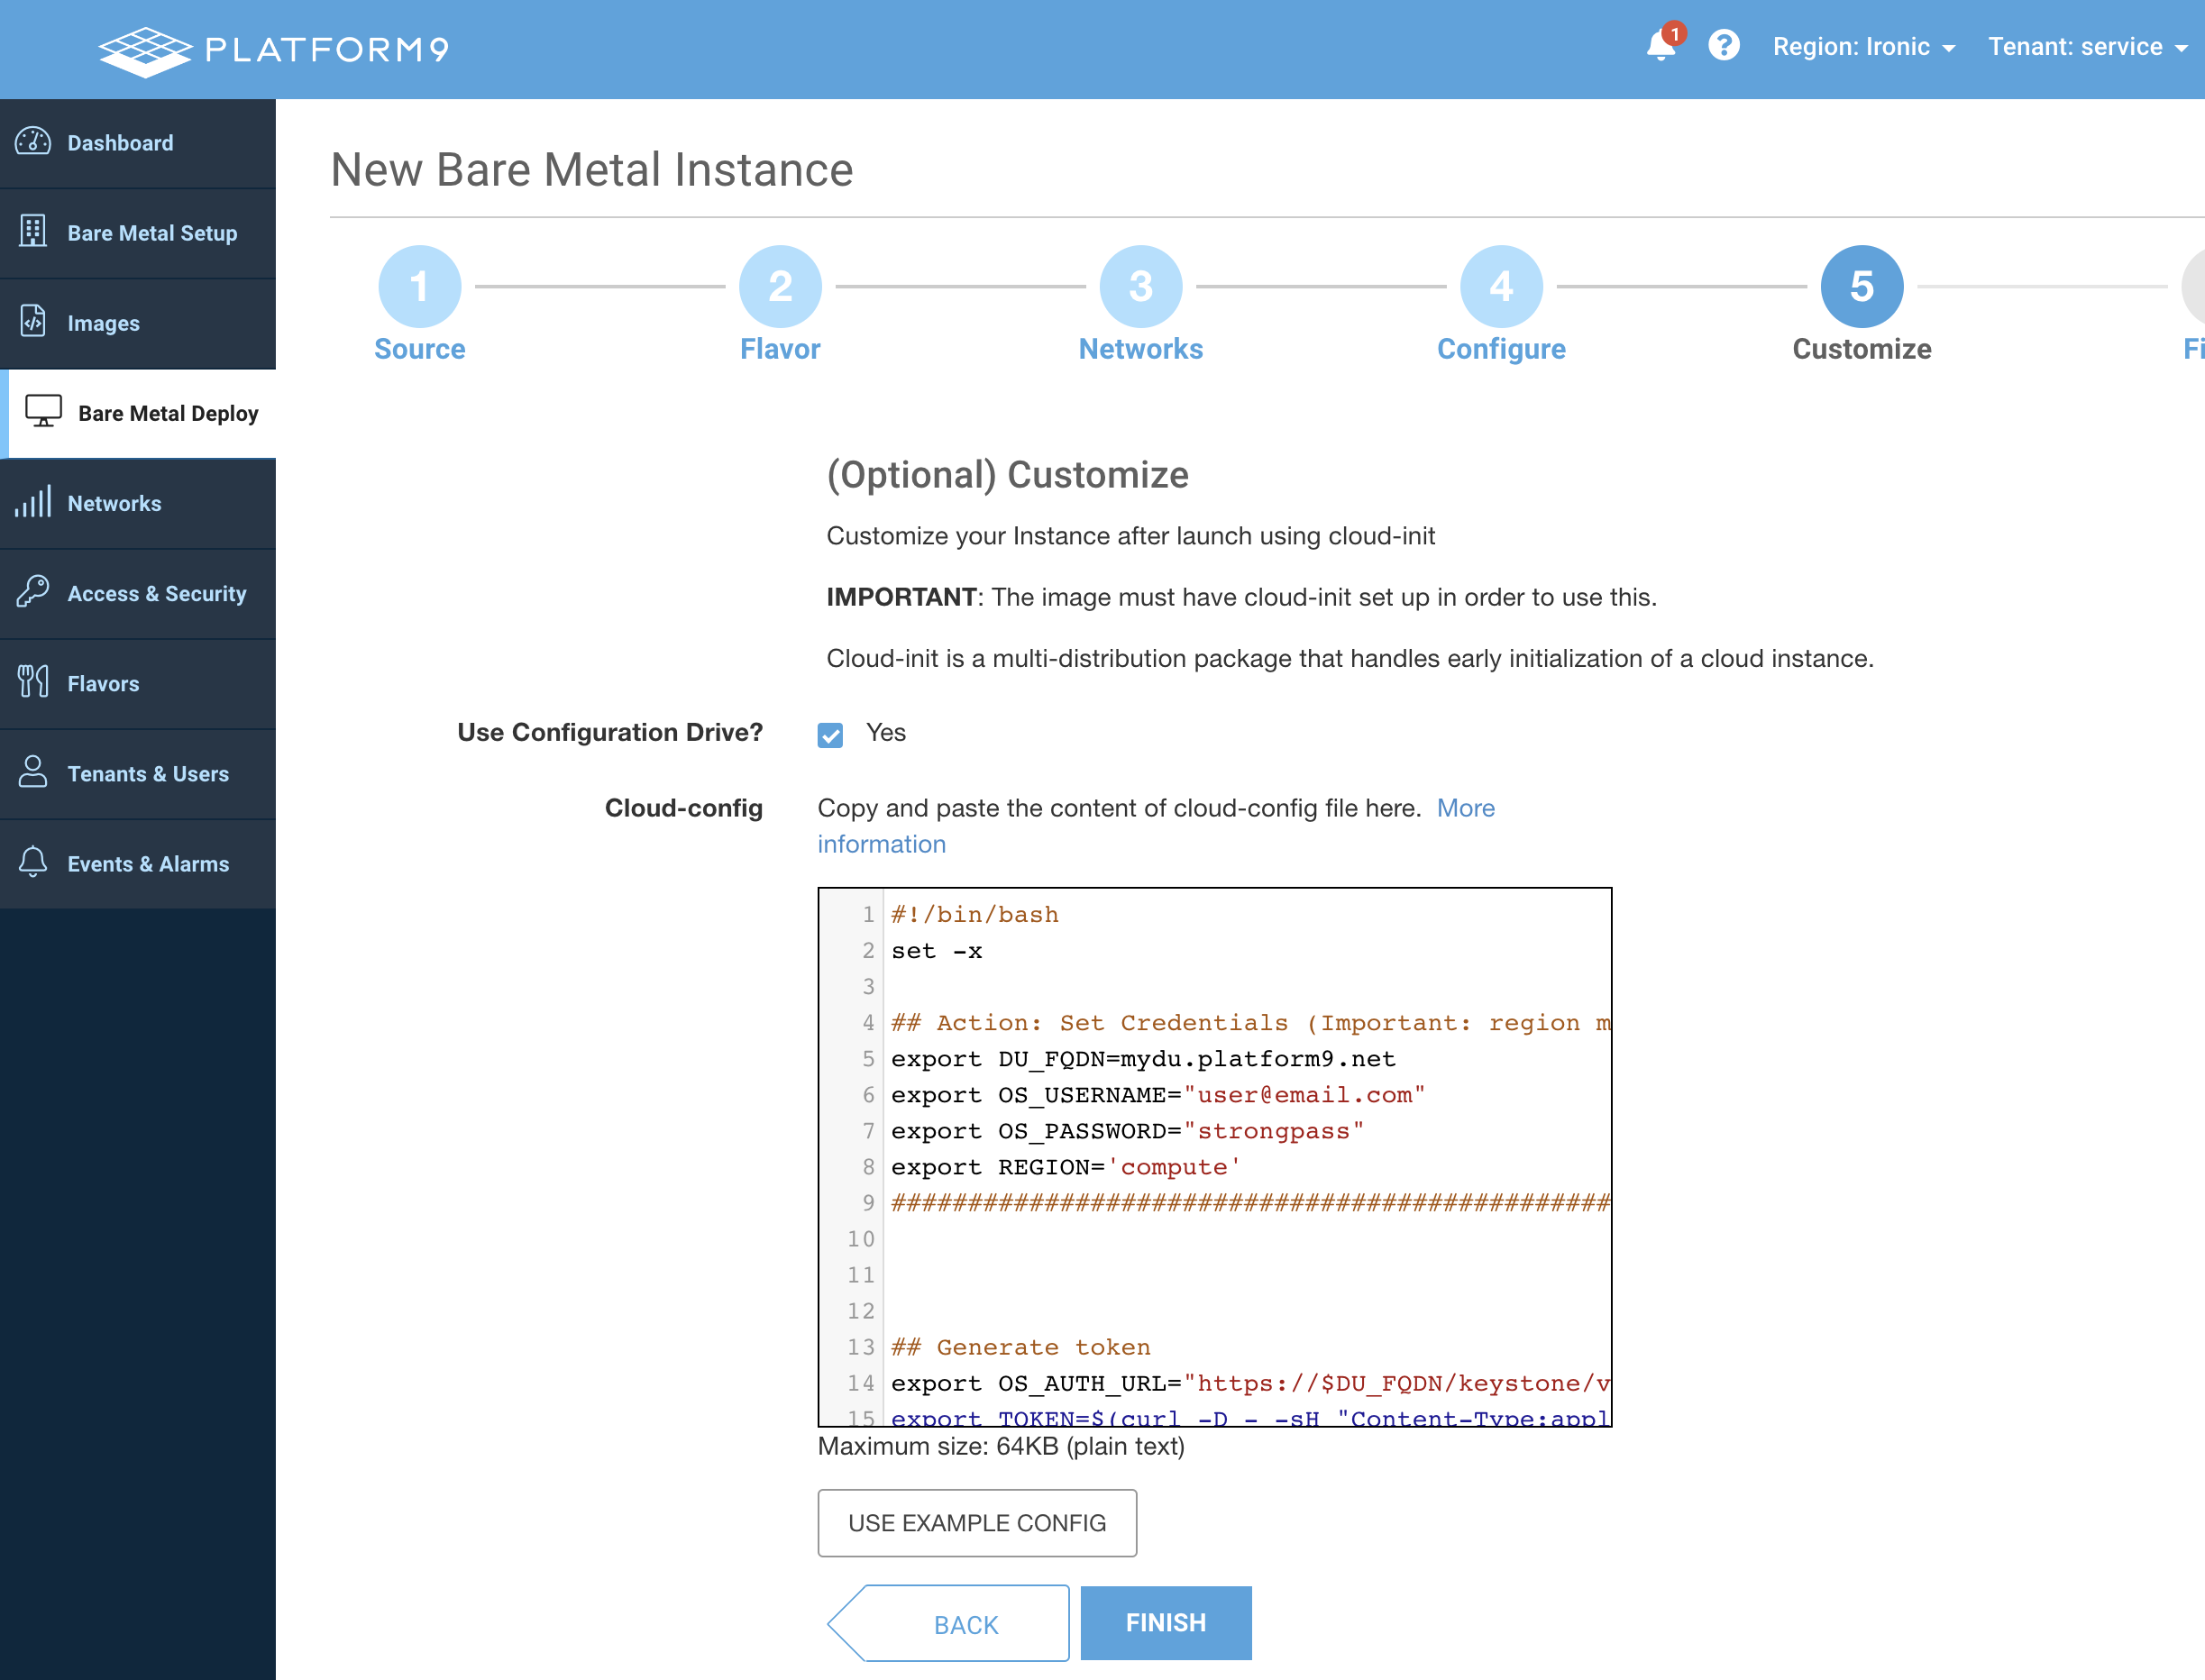 PLATFORM9
1
?
Region: Ironic
Tenant: service
Dashboard
Bare Metal Setup
Images
Bare Metal Deploy
Networks
Access & Security
Flavors
Tenants & Users
Events & Alarms
New Bare Metal Instance
1
2
3
4
5
Source
Flavor
Networks
Configure
Customize
Fi
(Optional) Customize
Customize your Instance after launch using cloud-init
IMPORTANT: The image must have cloud-init set up in order to use this.
Cloud-init is a multi-distribution package that handles early initialization of a cloud instance.
Use Configuration Drive?
Yes
Cloud-config
Copy and paste the content of cloud-config file here. More
information
1 #!/bin/bash
2 set -x
3
4 ## Action: Set Credentials (Important: region m
5 export DU_FQDN=mydu.platform9.net
6 export OS_USERNAME="user@email.com"
7 export OS_PASSWORD="strongpass"
8 export REGION='compute'
9 ###############################################
10
11
12
13 ## Generate token
14 export OS_AUTH_URL="https://$DU_FQDN/keystone/v
15 export TOKEN=$(curl -D - -sH "Content-Type:appl
Maximum size: 64KB (plain text)
USE EXAMPLE CONFIG
BACK
FINISH